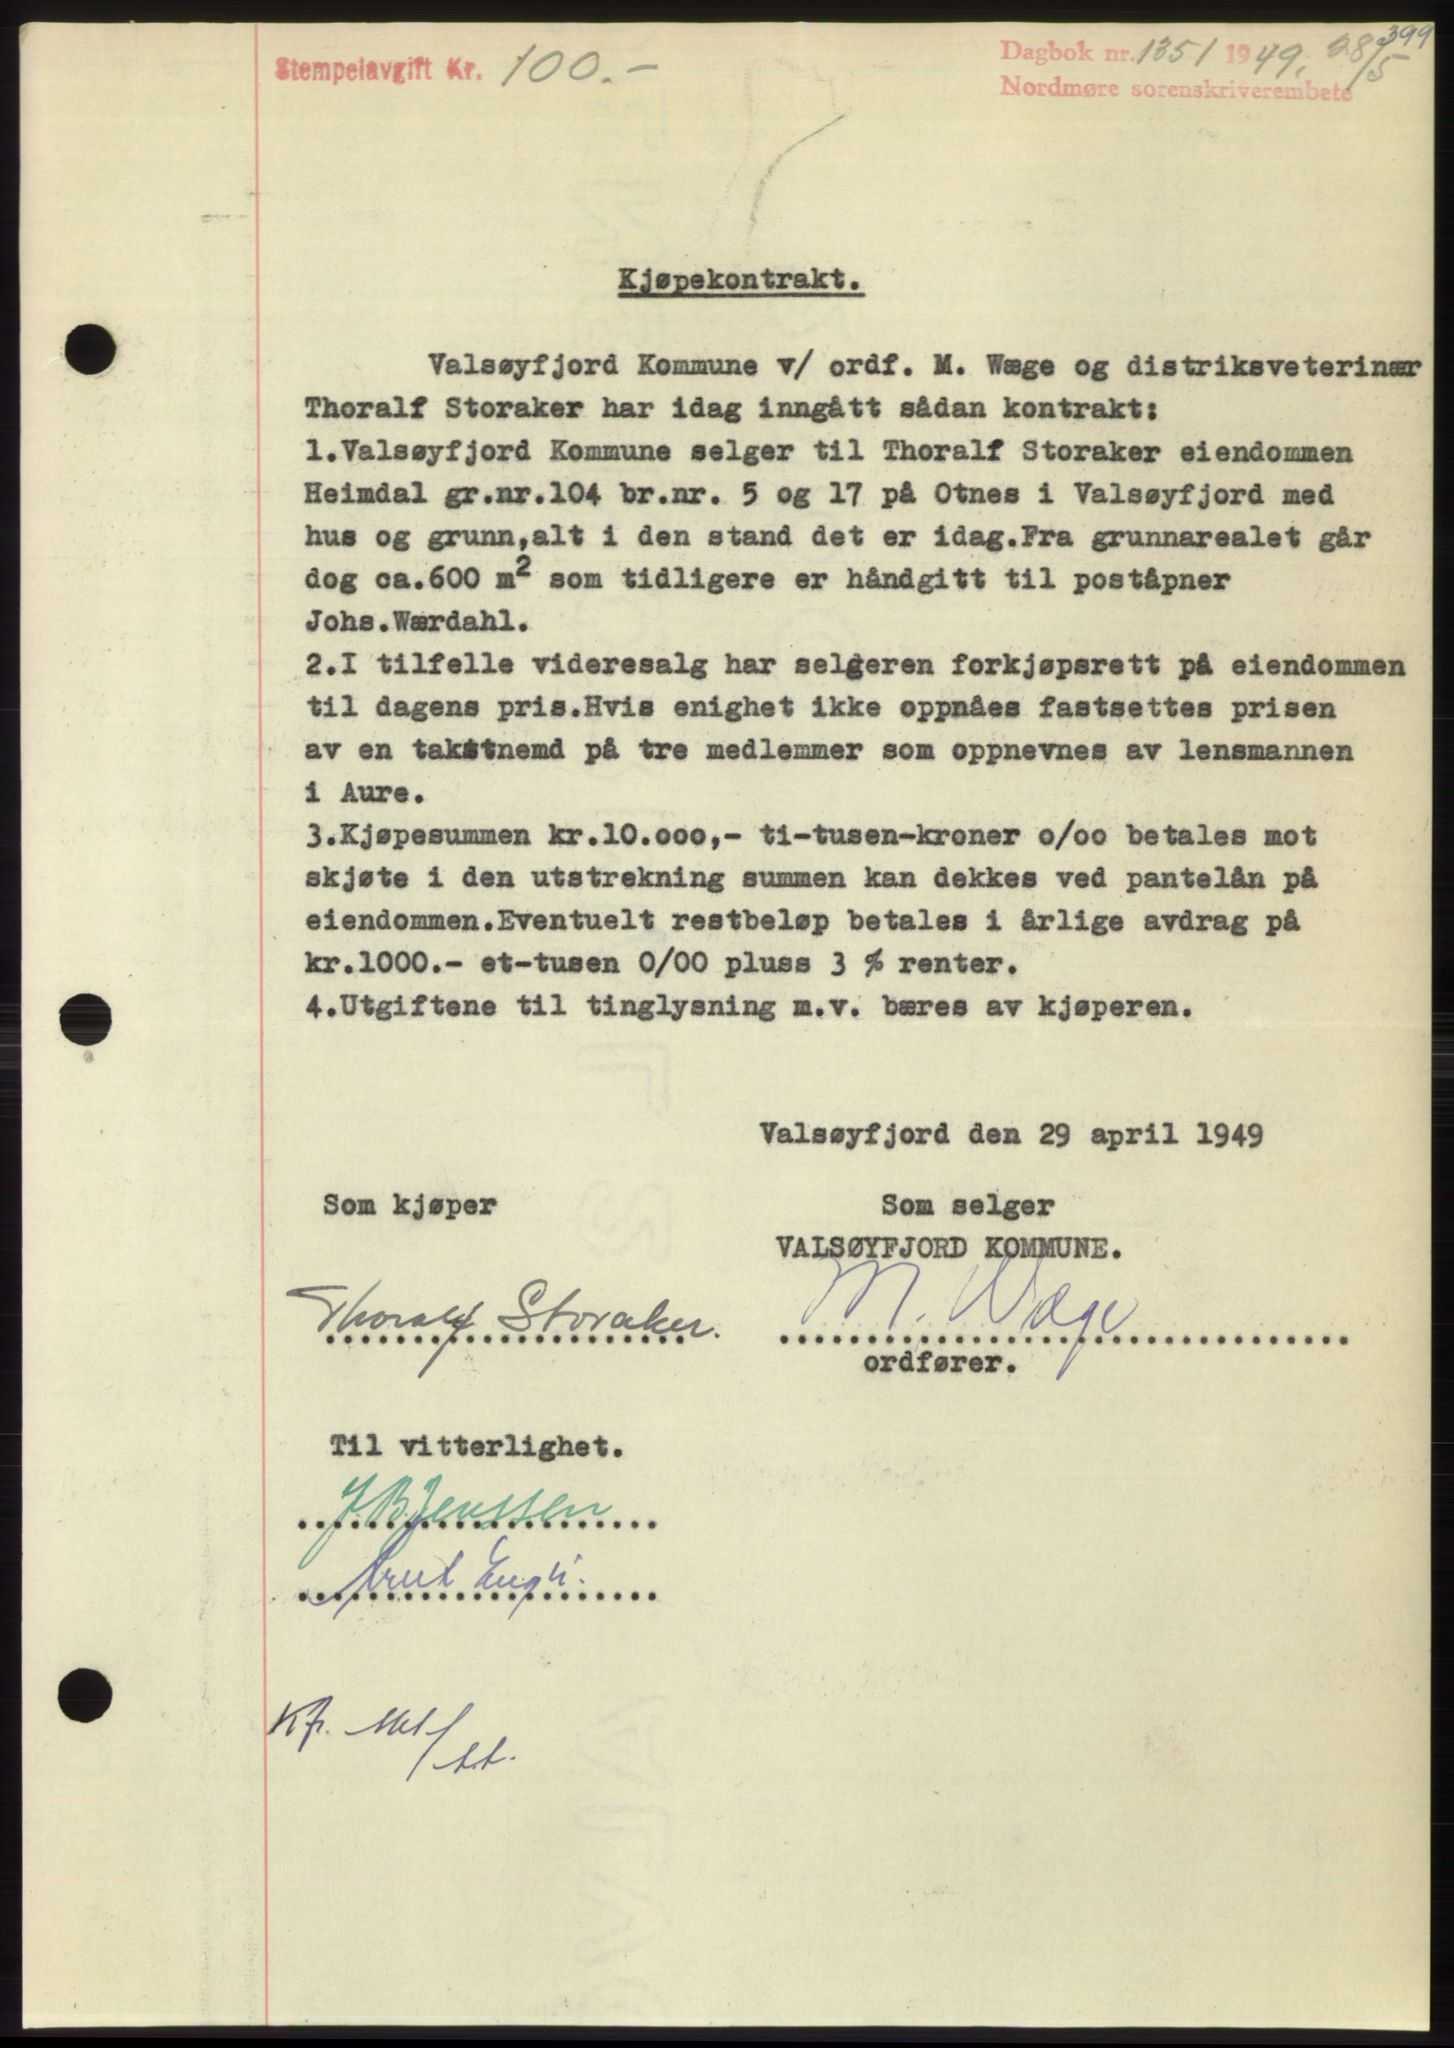 399
Stempelavgift Kr. 100.-
Dagbok nr. 1351 1949, 28/5
Nordmøre sorenskriverembete
Kjøpekontrakt.
Valsøyfjord Kommune v/ ordf. M. Wæge og distriksveterinær
Thoralf Storaker har idag inngått sådan kontrakt:
1.Valsøyfjord Kommune selger til Thoralf Storaker eiendommen
Heimdal gr.nr.104 br.nr. 5 og 17 på Otnes i Valsøyfjord med
hus og grunn,alt i den stand det er idag.Fra grunnarealet går
dog ca.600 m² som tidligere er håndgitt til poståpner
Johs.Wærdahl.
2.I tilfelle videresalg har selgeren forkjøpsrett på eiendommen
til dagens pris.Hvis enighet ikke oppnåes fastsettes prisen
av en takstnemd på tre medlemmer som oppnevnes av lensmannen
i Aure.
3.Kjøpesummen kr.10.ooo,- ti-tusen-kroner o/oo betales mot
skjøte i den utstrekning summen kan dekkes ved pantelån på
eiendommen.Eventuelt restbeløp betales i årlige avdrag på
kr.1000.- et-tusen 0/00 pluss 3 % renter.
4.Utgiftene til tinglysning m.v. bæres av kjøperen.
Valsøyfjord den 29 april 1949
Som kjøper
Som selger
VALSØYFJORD KOMMUNE.
Thoralf Storaker.
M. Wæge
ordfører.
Til vitterlighet.
J.B.Jenssen